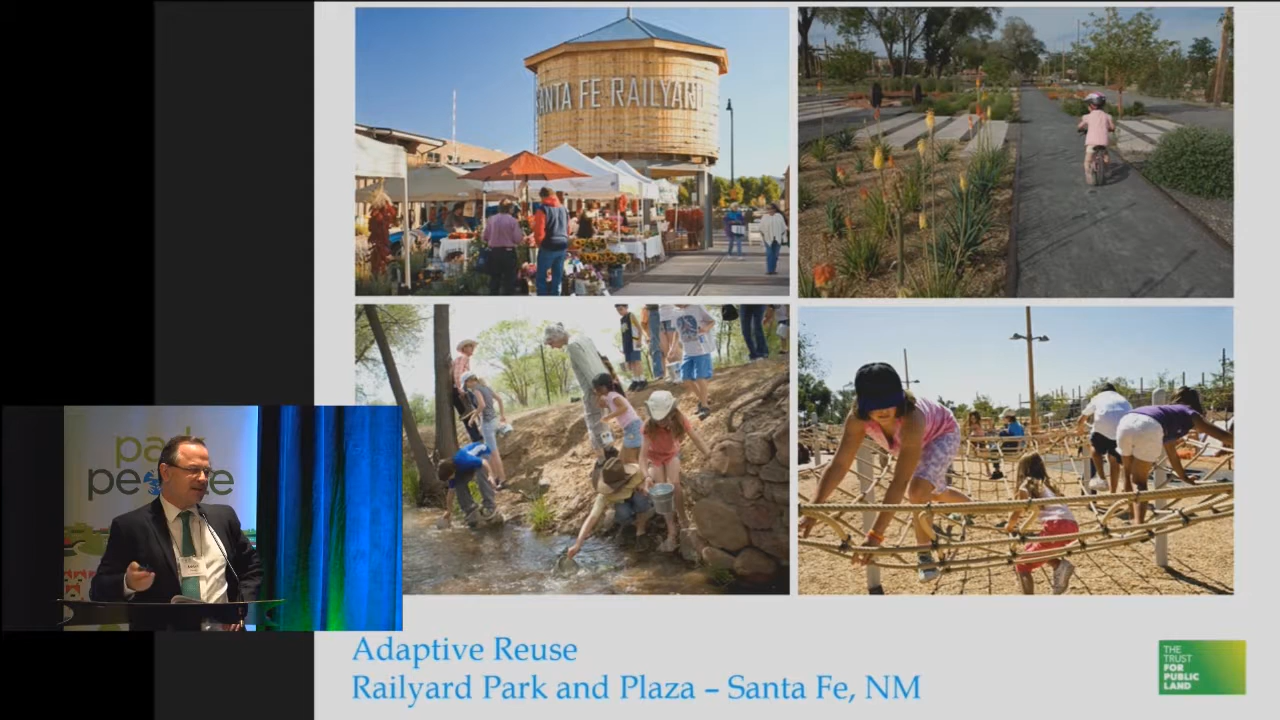 SANTA FE RAILYARD
park
people
Adaptive Reuse
Railyard Park and Plaza – Santa Fe, NM
THE
TRUST
FOR
PUBLIC
LAND